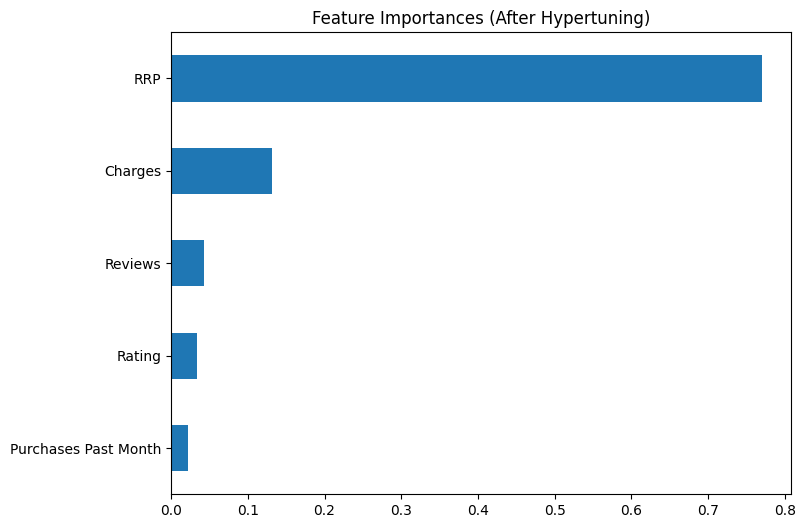 Feature Importances (After Hypertuning)
RRP
Charges
Reviews
Rating
Purchases Past Month
0.0 0.1 0.2 0.3 0.4 0.5 0.6 0.7 0.8